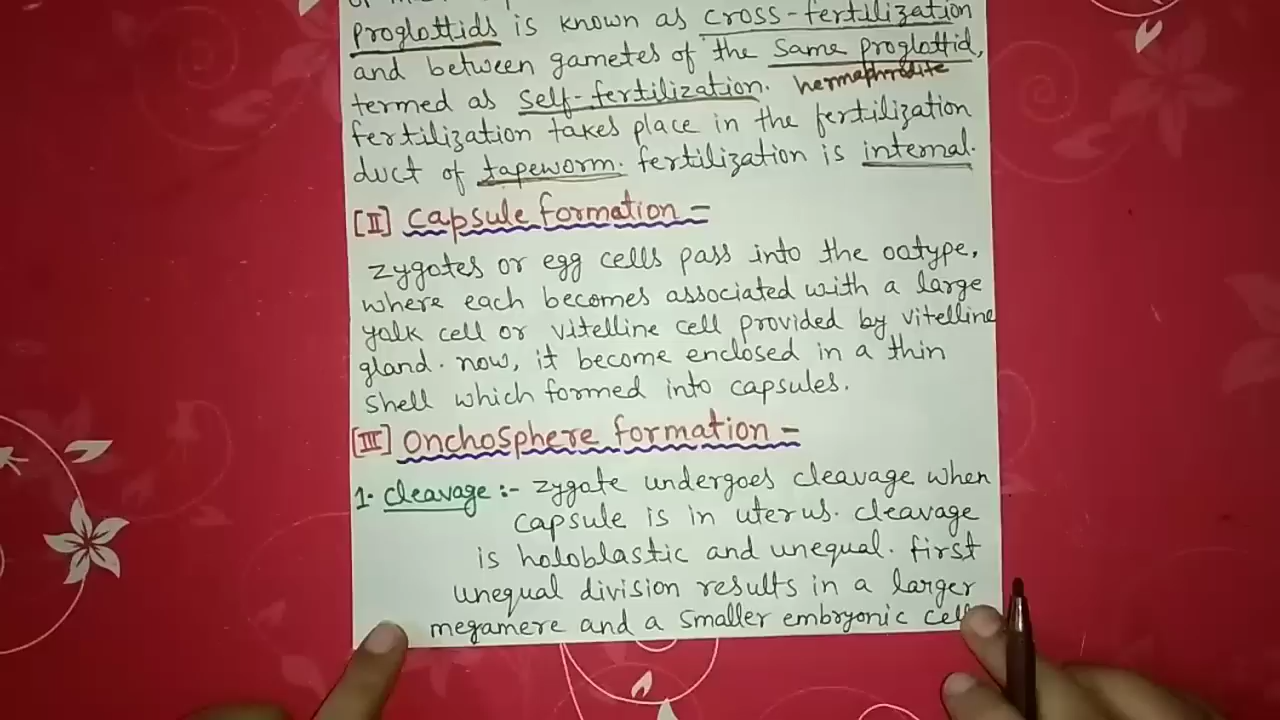 proglottids is known as cross-fertilization
and between gametes of the same proglottid,
termed as self-fertilization. hermaphrodite
fertilization takes place in the fertilization
duct of tapeworm. fertilization is internal.
[II] capsule formation -
zygotes or egg cells pass into the ootype,
where each becomes associated with a large
yolk cell or vitelline cell provided by vitelline
gland. now, it become enclosed in a thin
shell which formed into capsules.
[III] Onchosphere formation -
1. cleavage :- zygote undergoes cleavage when
capsule is in uterus. cleavage
is holoblastic and unequal. first
unequal division results in a larger
megamere and a smaller embryonic cell